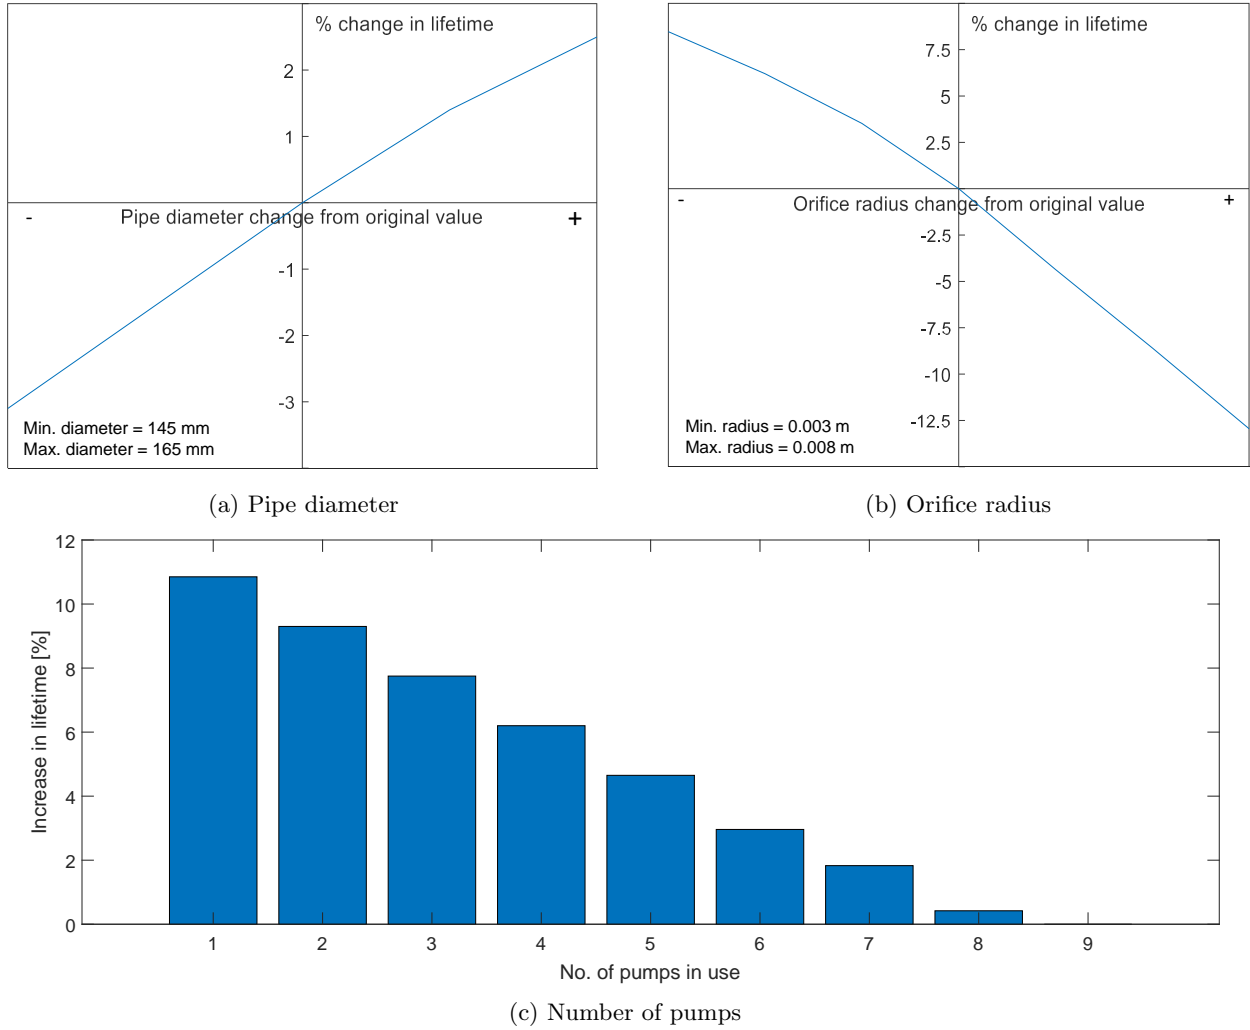 % change in lifetime
2
1
- Pipe diameter change from original value +
-1
-2
-3
Min. diameter = 145 mm
Max. diameter = 165 mm
(a) Pipe diameter
% change in lifetime
7.5
5
2.5
- Orifice radius change from original value +
-2.5
-5
-7.5
-10
-12.5
Min. radius = 0.003 m
Max. radius = 0.008 m
(b) Orifice radius
12
10
8
6
4
2
0
Increase in lifetime [%]
1 2 3 4 5 6 7 8 9
No. of pumps in use
(c) Number of pumps